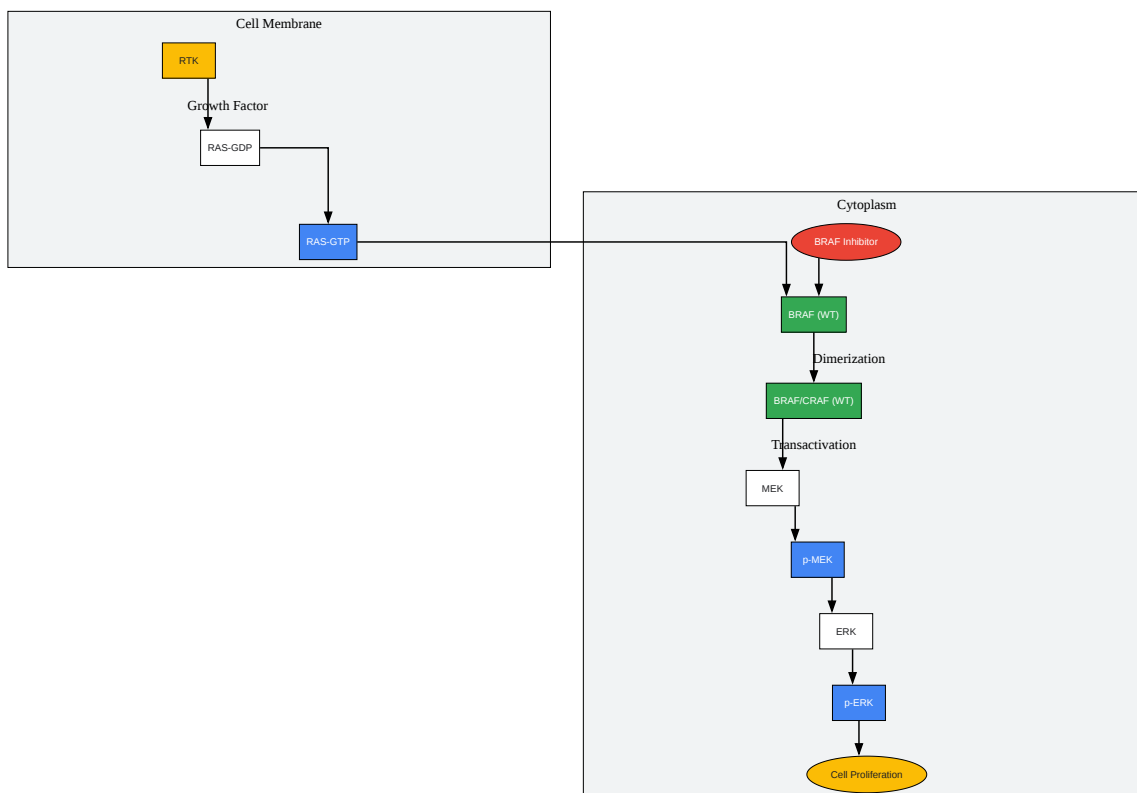 Cell Membrane
RTK
Growth Factor
RAS-GDP
RAS-GTP
Cytoplasm
BRAF Inhibitor
BRAF (WT)
Dimerization
BRAF/CRAF (WT)
Transactivation
MEK
p-MEK
ERK
p-ERK
Cell Proliferation